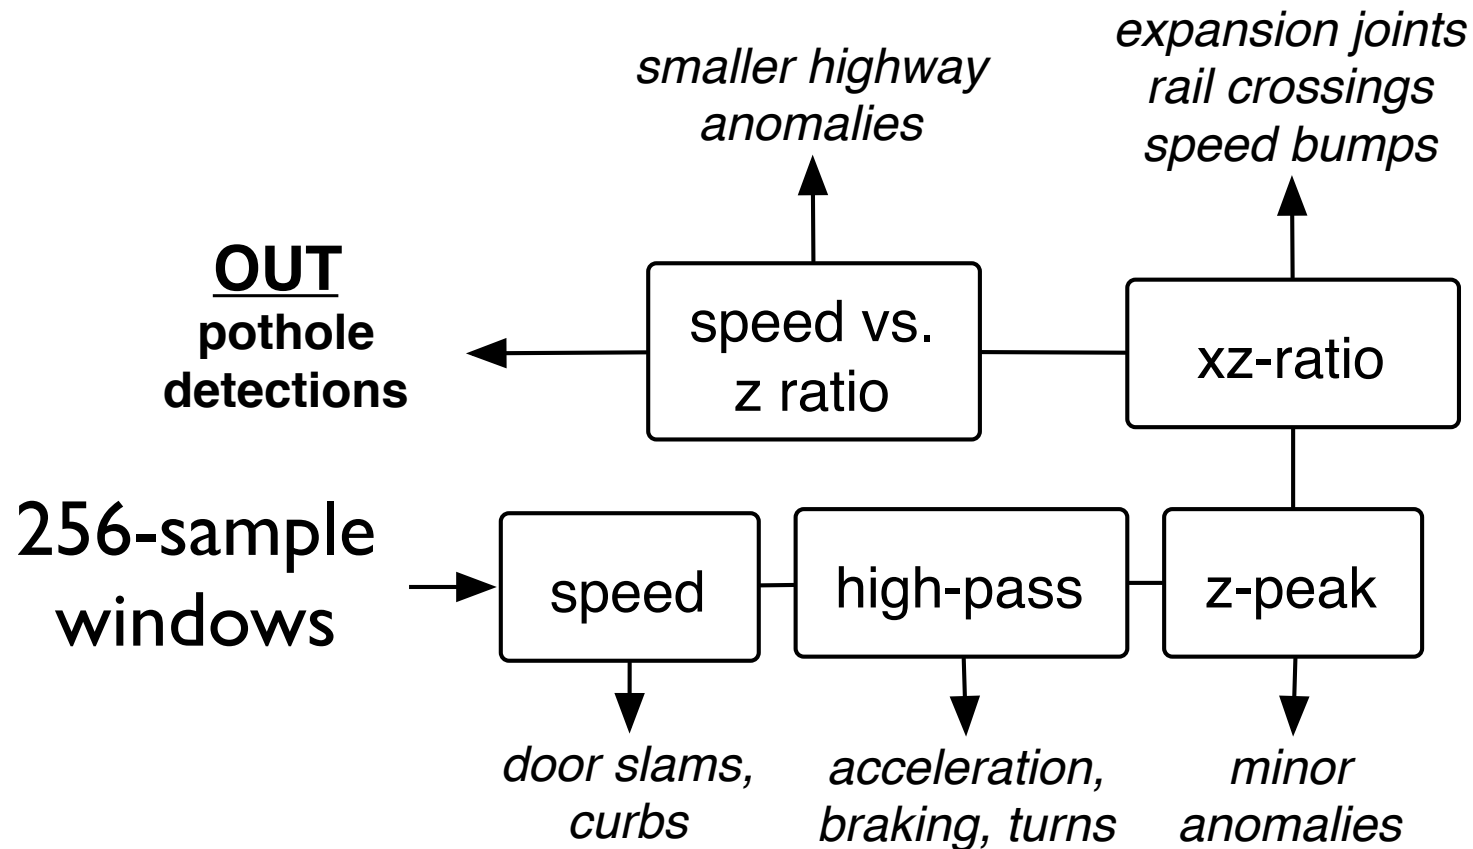 smaller highway
anomalies
expansion joints
rail crossings
speed bumps
OUT
pothole
detections
speed vs.
z ratio
xz-ratio
256-sample
windows
speed
high-pass
z-peak
door slams,
curbs
acceleration,
braking, turns
minor
anomalies